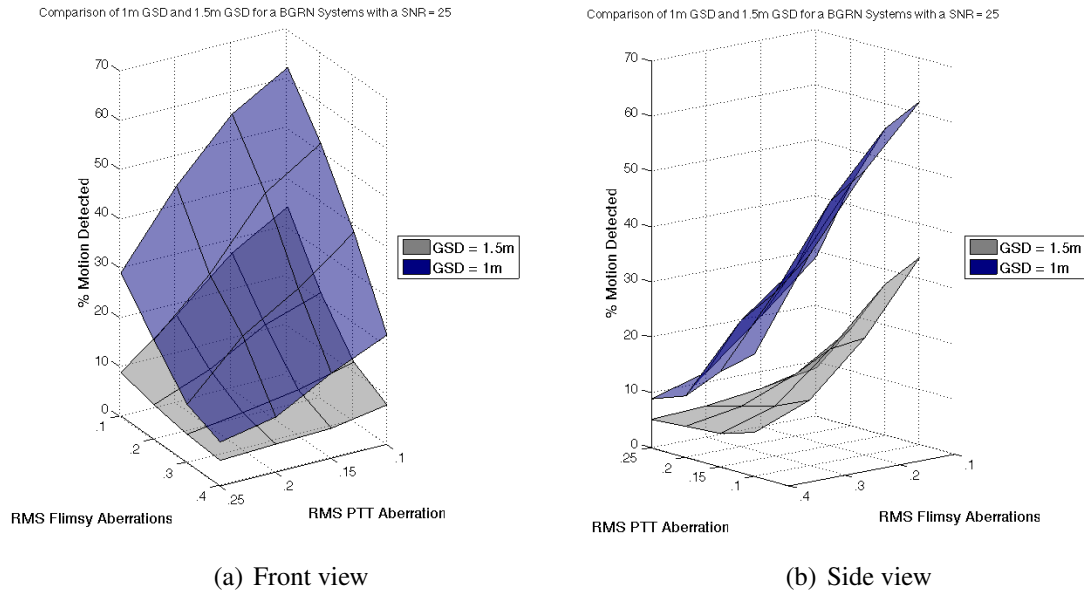 Comparison of 1m GSD and 1.5m GSD for a BGRN Systems with a SNR = 25
70
60
50
40
30
20
10
0
% Motion Detected
.1
.2
.3
.4
RMS Flimsy Aberrations
.25
.2
.15
.1
RMS PTT Aberration
GSD = 1.5m
GSD = 1m
(a) Front view
Comparison of 1m GSD and 1.5m GSD for a BGRN Systems with a SNR = 25
70
60
50
40
30
20
10
0
% Motion Detected
.25
.2
.15
.1
RMS PTT Aberration
.4
.3
.2
.1
RMS Flimsy Aberrations
GSD = 1.5m
GSD = 1m
(b) Side view